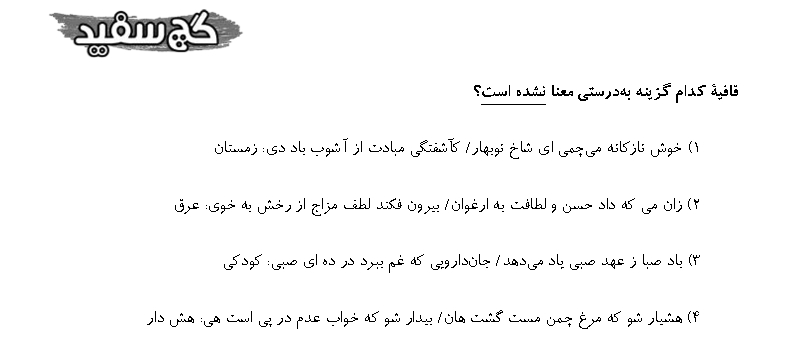 گچ سفید
قافیهٔ کدام گزینه به‌درستی معنا نشده است؟
۱) خوش نازکانه می‌چمی ای شاخ نوبهار/ کآشفتگی مبادت از آشوب باد دی: زمستان
۲) زان می که داد حسن و لطافت به ارغوان/ بیرون فکند لطف مزاج از رخش به خوی: عرق
۳) باد صبا ز عهد صبی یاد می‌دهد/ جان‌دارویی که غم ببرد در ده ای صبی: کودکی
۴) هشیار شو که مرغ چمن مست گشت هان/ بیدار شو که خواب عدم در پی است هی: هش دار